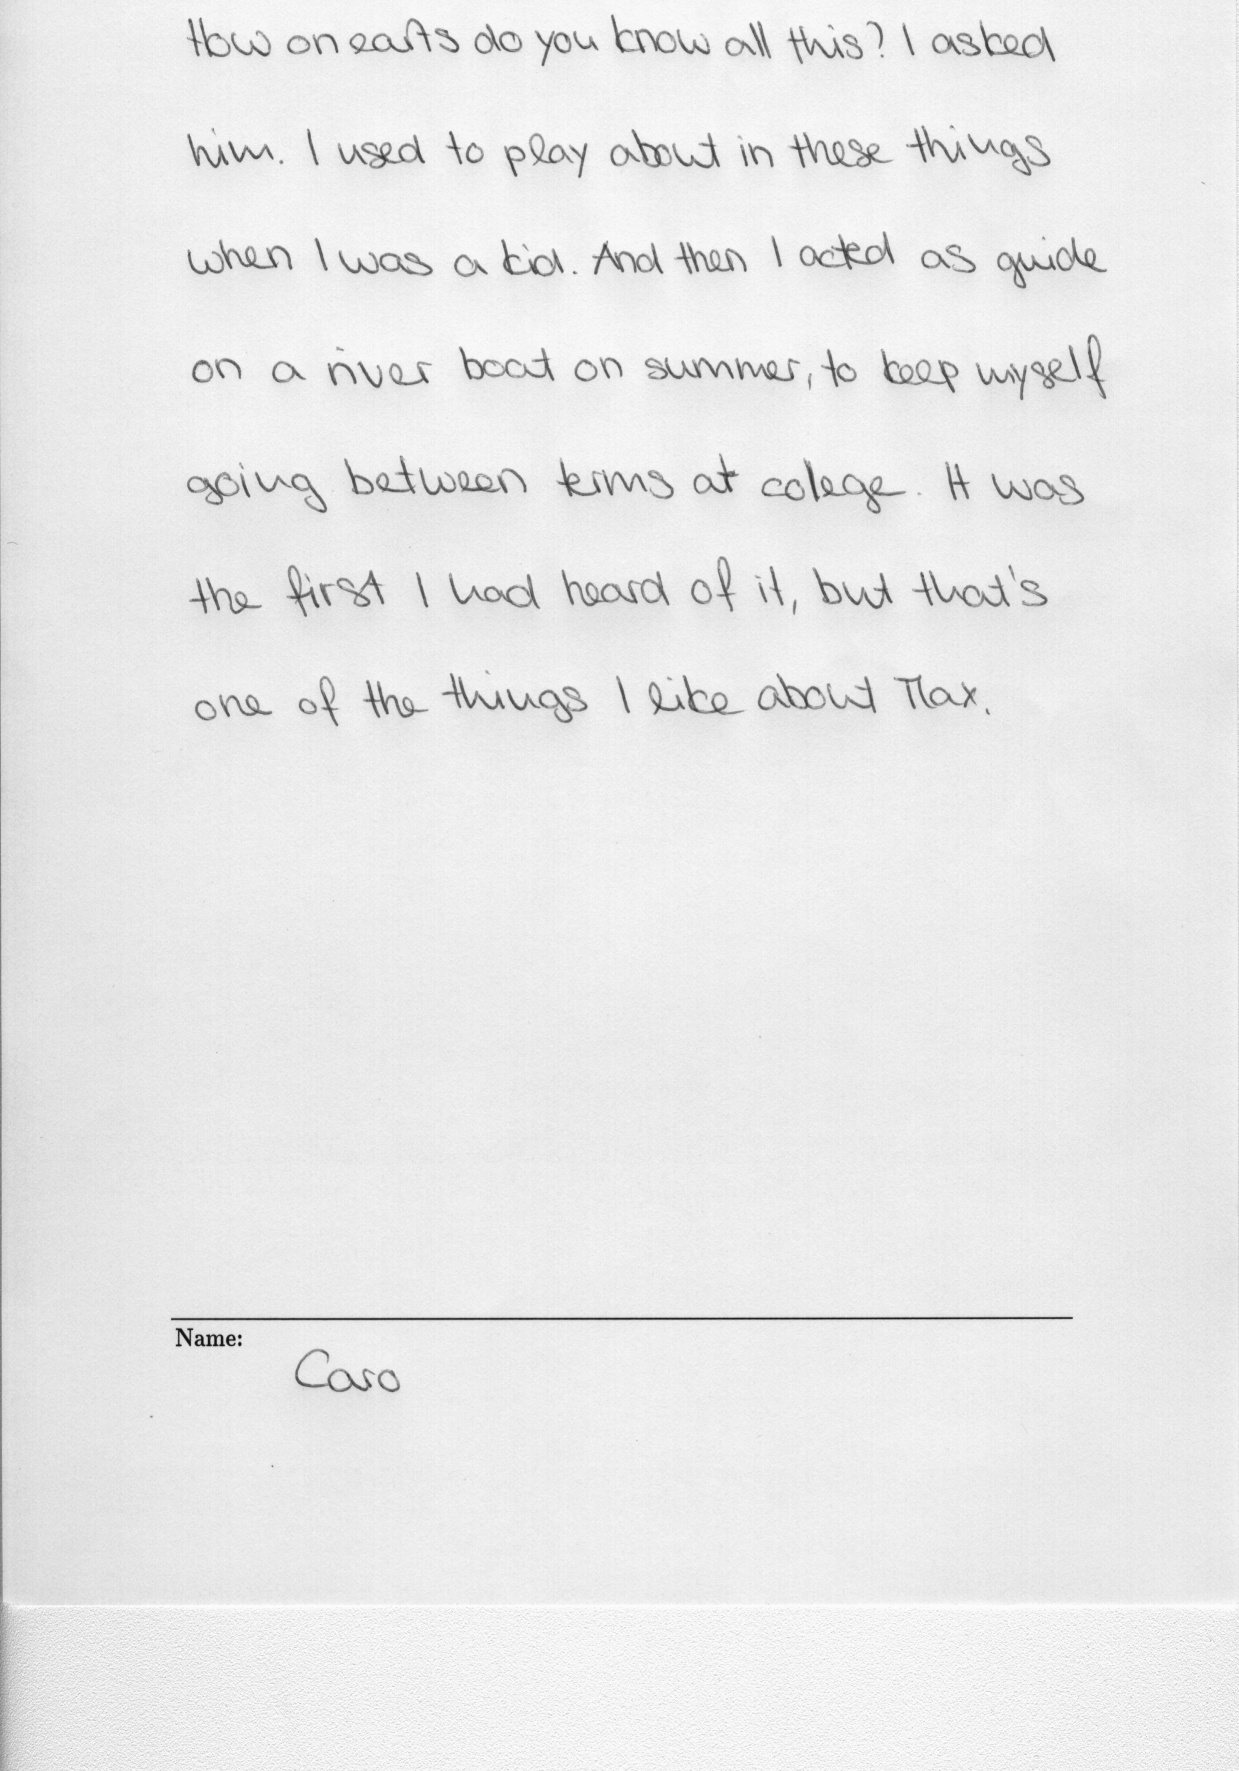 How on earts do you know all this? I asked
him. I used to play about in these things
when I was a kid. And then I acted as guide
on a river boat on summer, to keep myself
going between terms at colege. It was
the first I had heard of it, but that's
one of the things I like about Max.
Name:
Caro